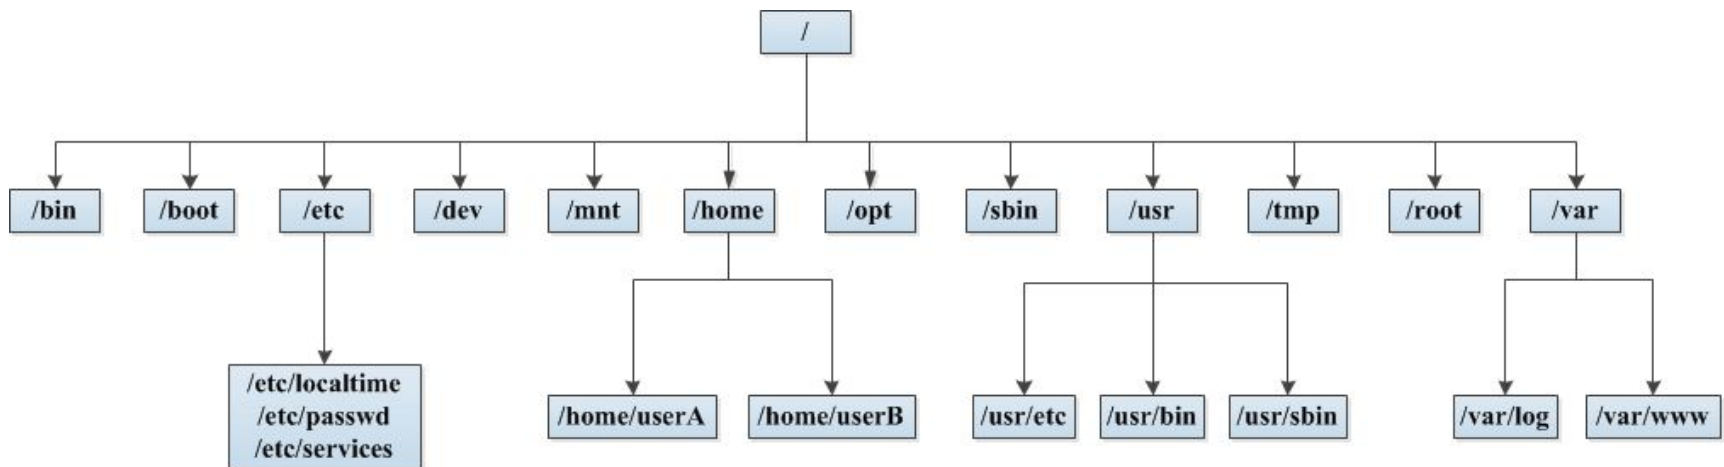 /
/bin
/boot
/etc
/dev
/mnt
/home
/opt
/sbin
/usr
/tmp
/root
/var
/etc/localtime
/etc/passwd
/etc/services
/home/userA
/home/userB
/usr/etc
/usr/bin
/usr/sbin
/var/log
/var/www